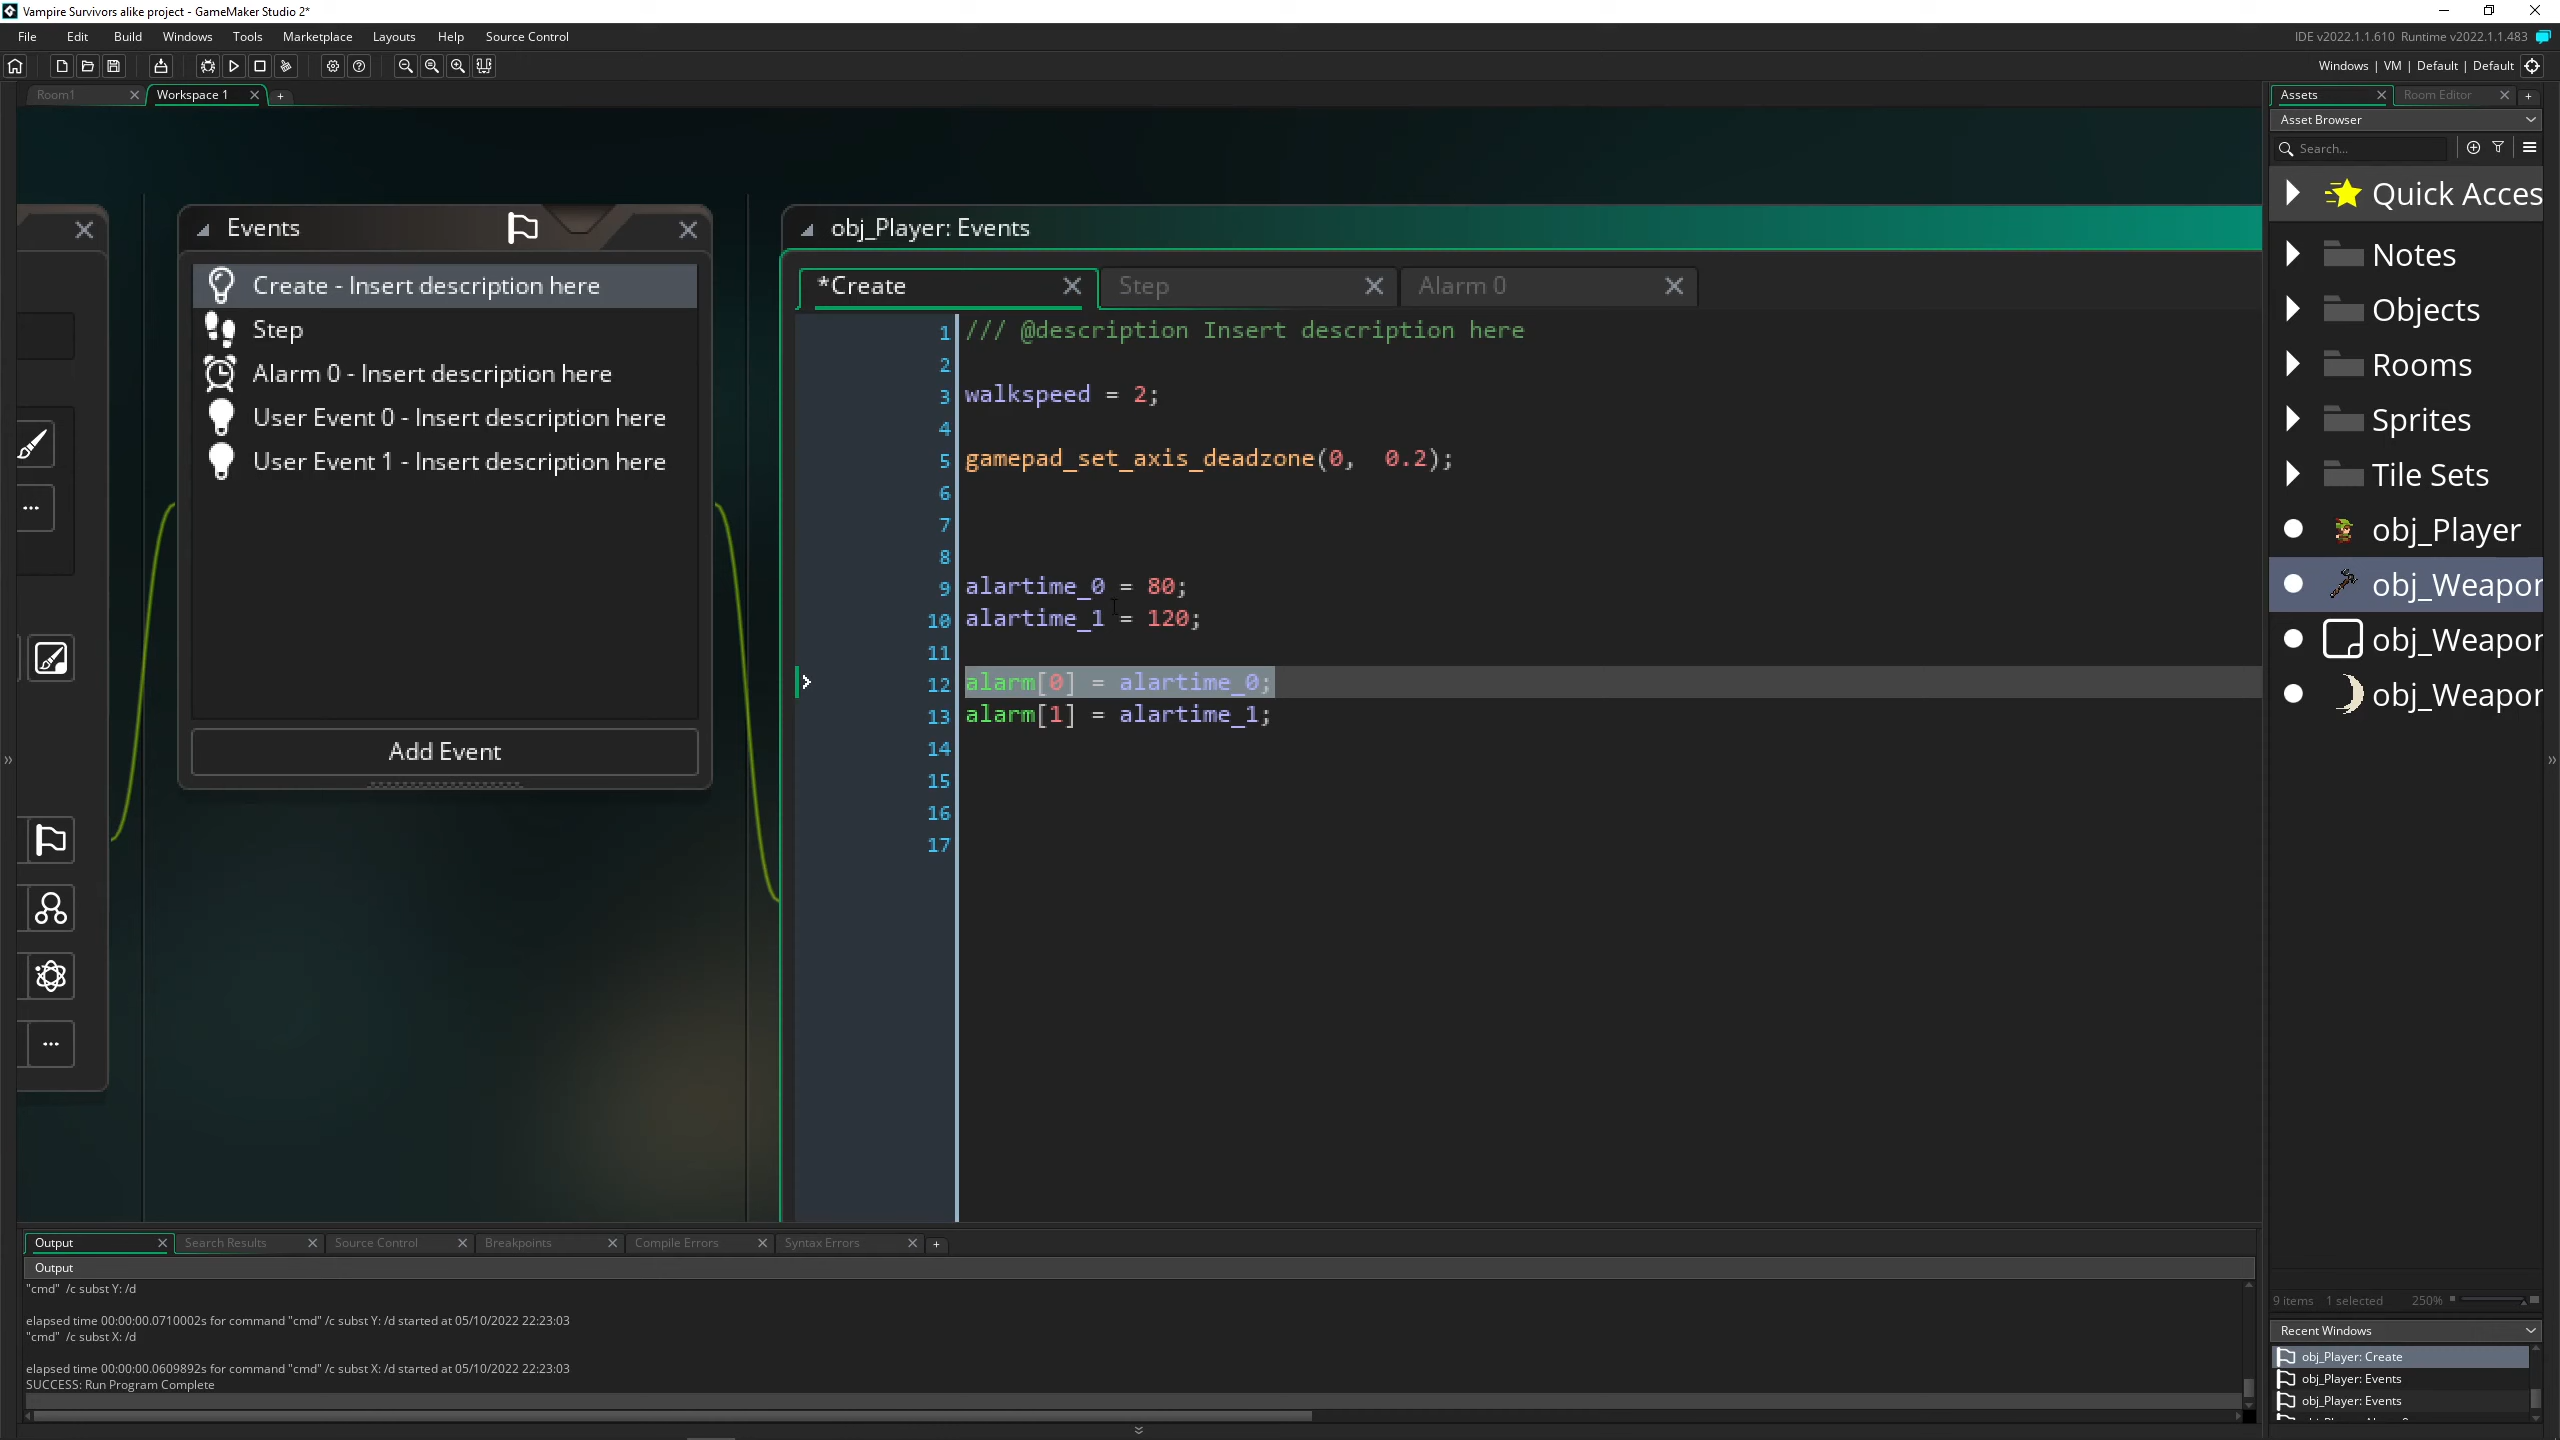 Vampire Survivors alike project - GameMaker Studio 2*
File Edit Build Windows Tools Marketplace Layouts Help Source Control
IDE v2022.1.1.610 Runtime v2022.1.1.483
Windows | VM | Default | Default
Room1
Workspace 1
Assets
Room Editor
Asset Browser
Search...
Events
Create - Insert description here
Step
Alarm 0 - Insert description here
User Event 0 - Insert description here
User Event 1 - Insert description here
Add Event
obj_Player: Events
*Create
Step
Alarm 0
1 /// @description Insert description here
2
3 walkspeed = 2;
4
5 gamepad_set_axis_deadzone(0,  0.2);
6
7
8
9 alartime_0 = 80;
10 alartime_1 = 120;
11
12 alarm[0] = alartime_0;
13 alarm[1] = alartime_1;
14
15
16
17
Quick Acces
Notes
Objects
Rooms
Sprites
Tile Sets
obj_Player
obj_Weapor
obj_Weapor
obj_Weapor
9 items 1 selected 250%
Recent Windows
obj_Player: Create
obj_Player: Events
obj_Player: Events
Output
Search Results
Source Control
Breakpoints
Compile Errors
Syntax Errors
Output
"cmd" /c subst Y: /d
elapsed time 00:00:00.0710002s for command "cmd" /c subst Y: /d started at 05/10/2022 22:23:03
"cmd" /c subst X: /d
elapsed time 00:00:00.0609892s for command "cmd" /c subst X: /d started at 05/10/2022 22:23:03
SUCCESS: Run Program Complete